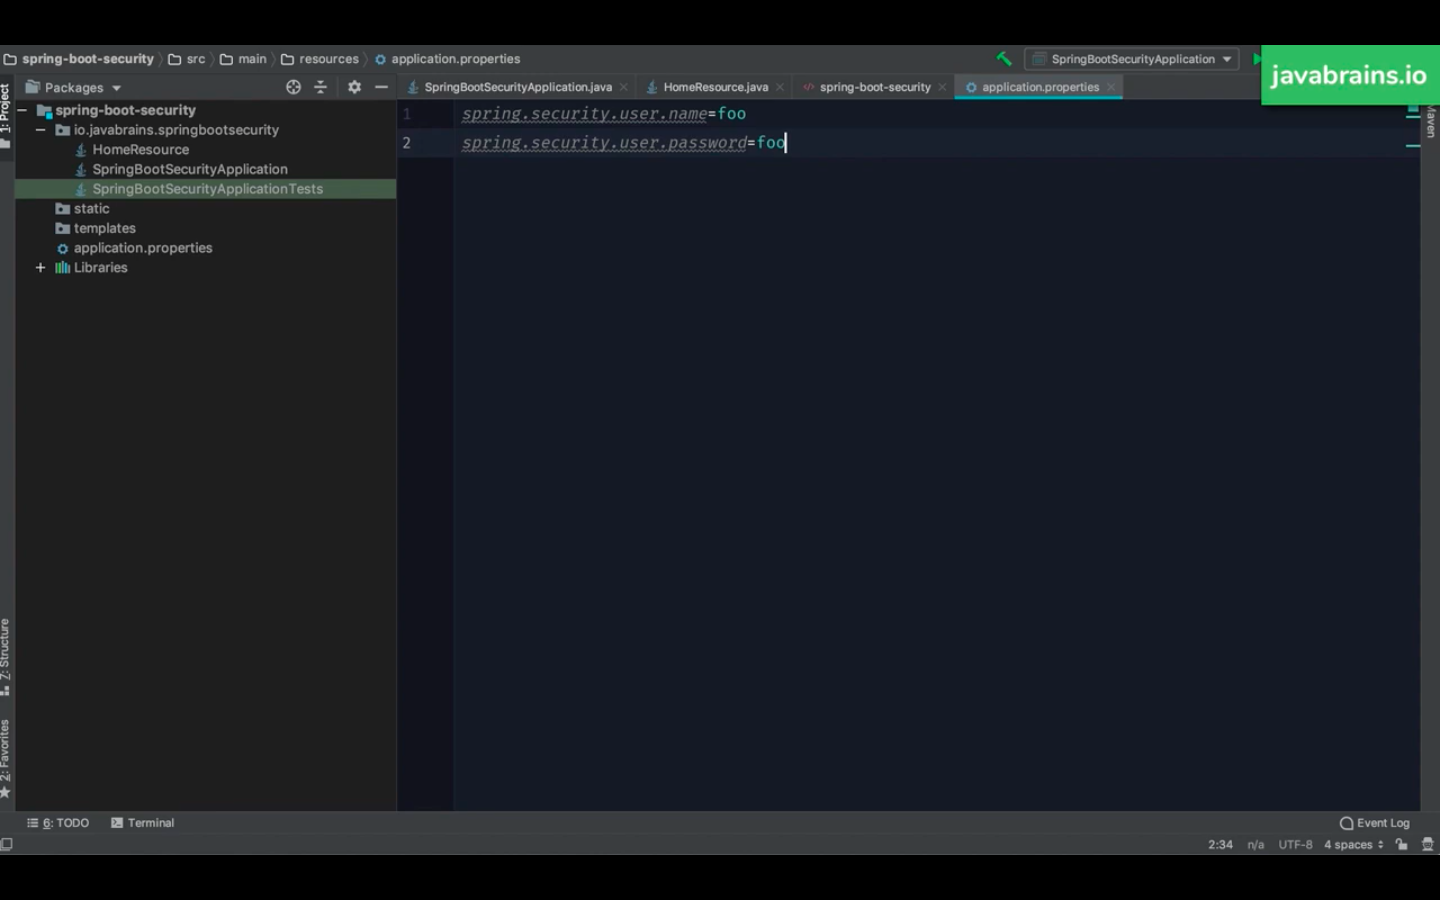 spring-boot-security src main resources application.properties
SpringBootSecurityApplication
javabrains.io
1: Project
Packages
SpringBootSecurityApplication.java
HomeResource.java
spring-boot-security
application.properties
spring-boot-security
io.javabrains.springbootsecurity
HomeResource
SpringBootSecurityApplication
SpringBootSecurityApplicationTests
static
templates
application.properties
Libraries
1 spring.security.user.name=foo
2 spring.security.user.password=foo
Maven
7: Structure
2: Favorites
6: TODO
Terminal
Event Log
2:34 n/a UTF-8 4 spaces